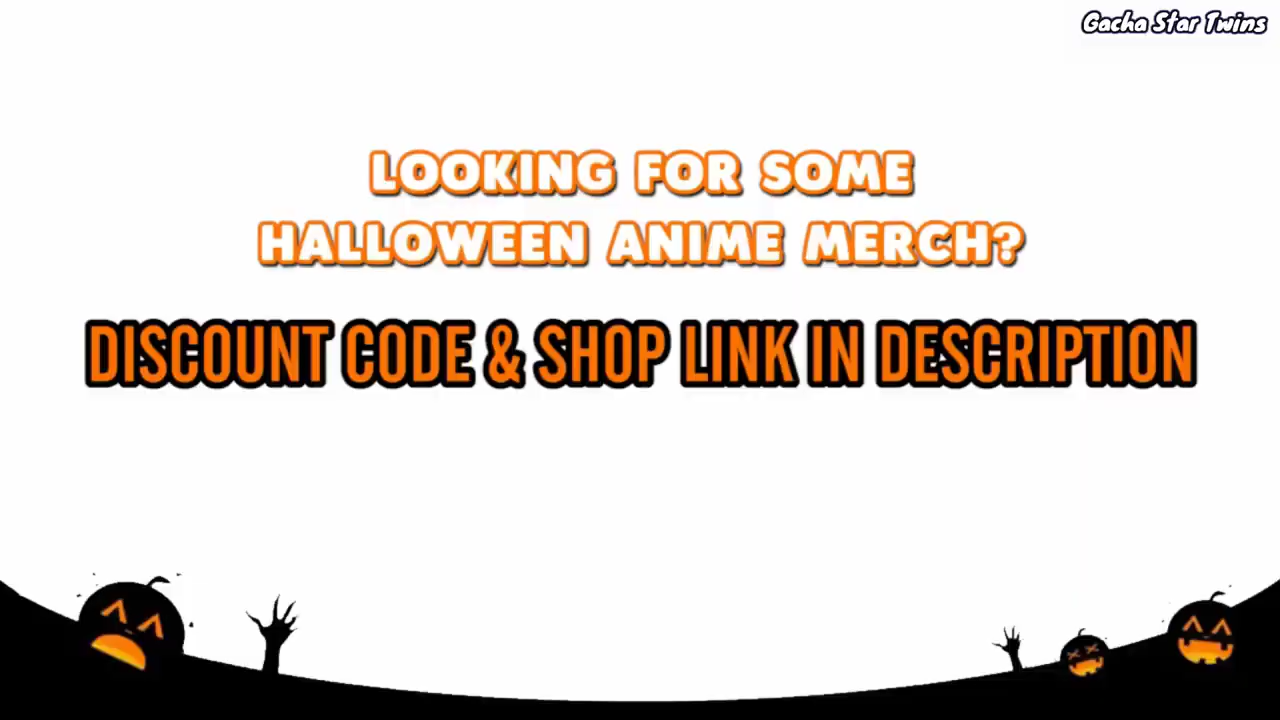 Gacha Star Twins
LOOKING FOR SOME
HALLOWEEN ANIME MERCH?
DISCOUNT CODE & SHOP LINK IN DESCRIPTION